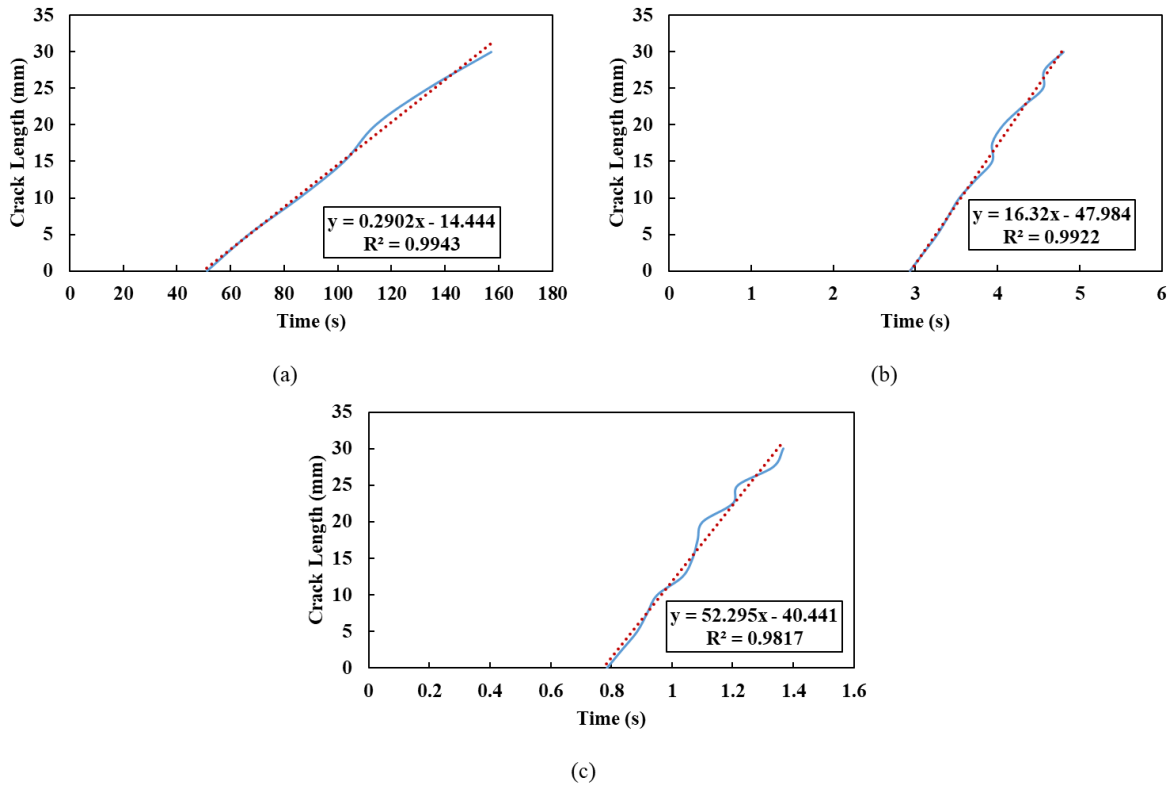 35
30
25
20
15
10
5
0
Crack Length (mm)
y = 0.2902x - 14.444
R² = 0.9943
0 20 40 60 80 100 120 140 160 180
Time (s)
(a)
35
30
25
20
15
10
5
0
Crack Length (mm)
y = 16.32x - 47.984
R² = 0.9922
0 1 2 3 4 5 6
Time (s)
(b)
35
30
25
20
15
10
5
0
Crack Length (mm)
y = 52.295x - 40.441
R² = 0.9817
0 0.2 0.4 0.6 0.8 1 1.2 1.4 1.6
Time (s)
(c)